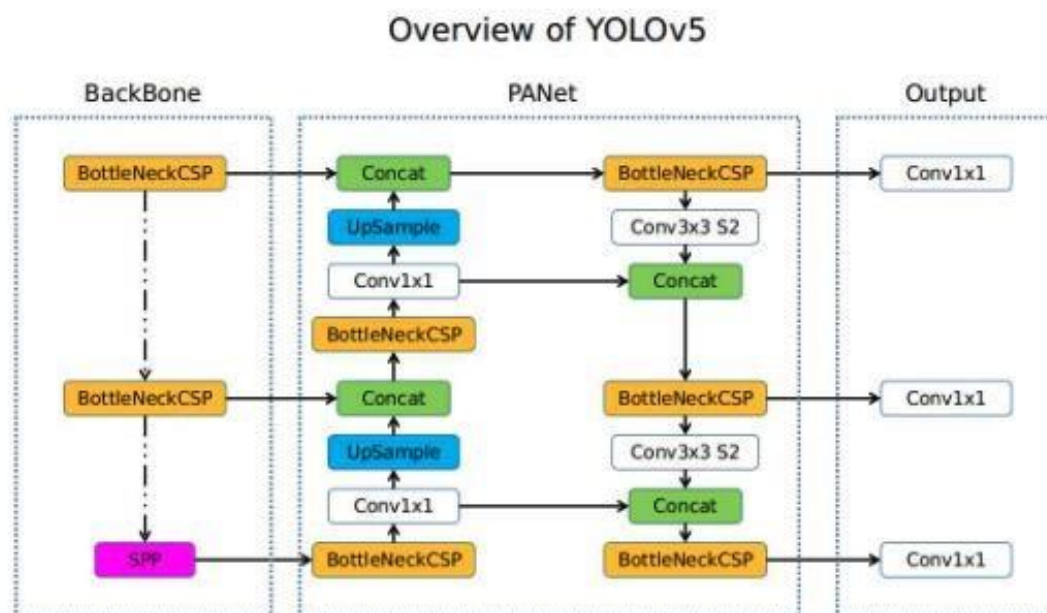 Overview of YOLOv5
BackBone
PANet
Output
BottleNeckCSP
Concat
BottleNeckCSP
Conv1x1
UpSample
Conv3x3 S2
Conv1x1
Concat
BottleNeckCSP
BottleNeckCSP
Concat
BottleNeckCSP
Conv1x1
UpSample
Conv3x3 S2
Conv1x1
Concat
SPP
BottleNeckCSP
BottleNeckCSP
Conv1x1